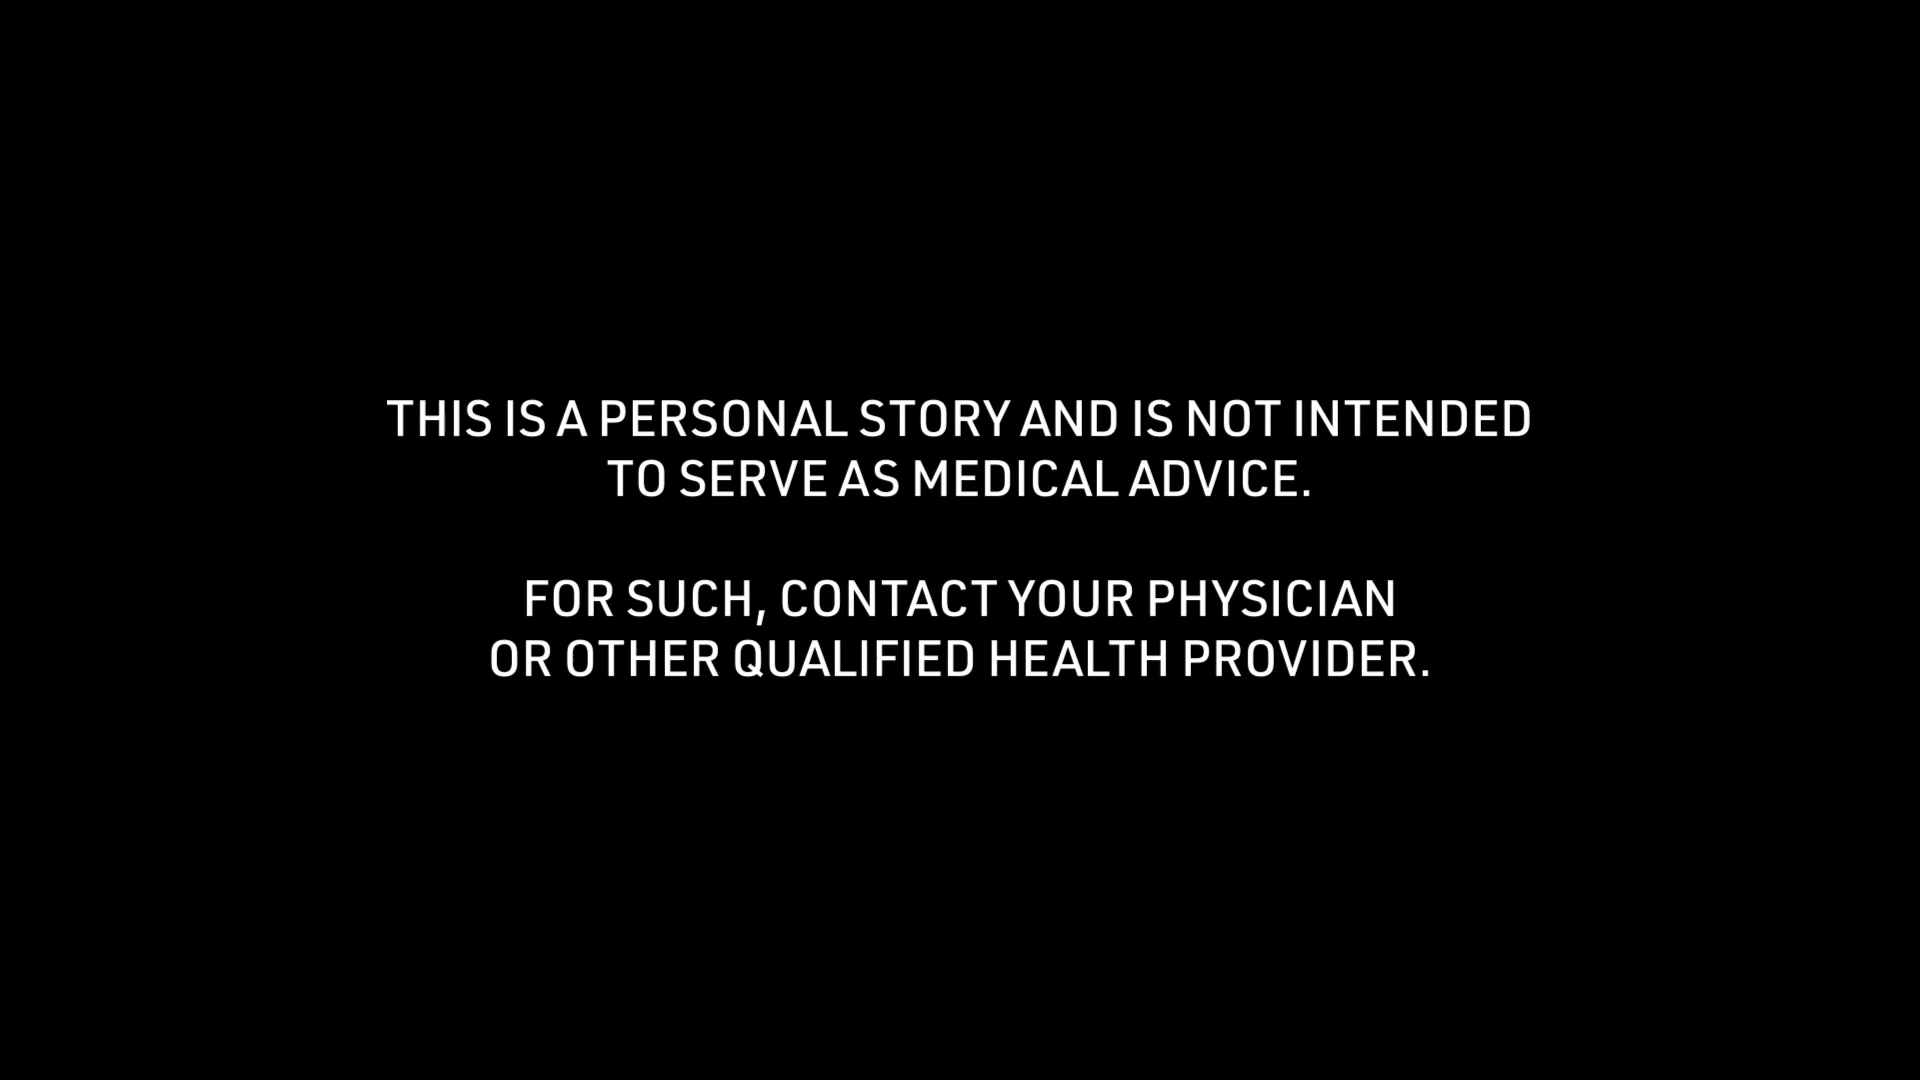 THIS IS A PERSONAL STORY AND IS NOT INTENDED
TO SERVE AS MEDICAL ADVICE.
FOR SUCH, CONTACT YOUR PHYSICIAN
OR OTHER QUALIFIED HEALTH PROVIDER.